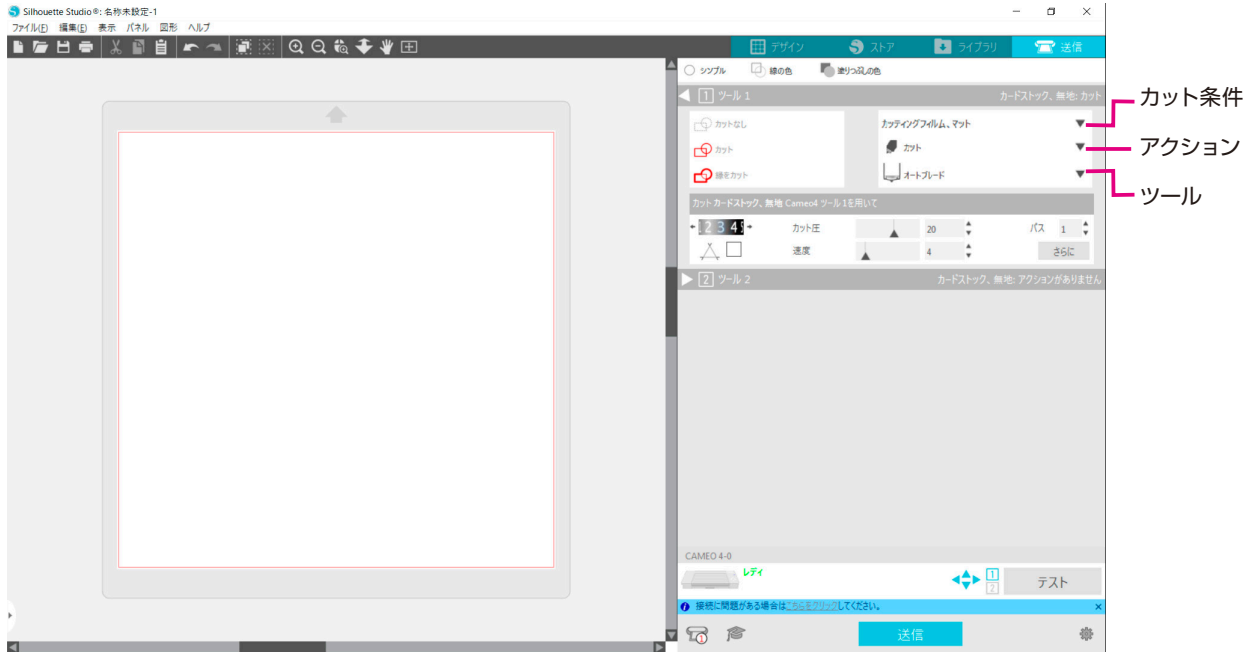 Silhouette Studio®: 名称未設定-1
ファイル(F) 編集(E) 表示 パネル 図形 ヘルプ
デザイン ストア ライブラリ 送信
シンプル 線の色 塗りつぶしの色
1 ツール 1 カードストック、無地: カット
カット条件
カットなし カッティングフィルム、マット
カット カット
アクション
線をカット オートブレード
ツール
カット カードストック、無地 Cameo4 ツール 1を用いて
2 3 4 カット圧 20 パス 1
速度 4 さらに
2 ツール 2 カードストック、無地: アクションがありません
CAMEO 4-0
レディ
1
2
テスト
接続に問題がある場合はこちらをクリックしてください。
1 送信